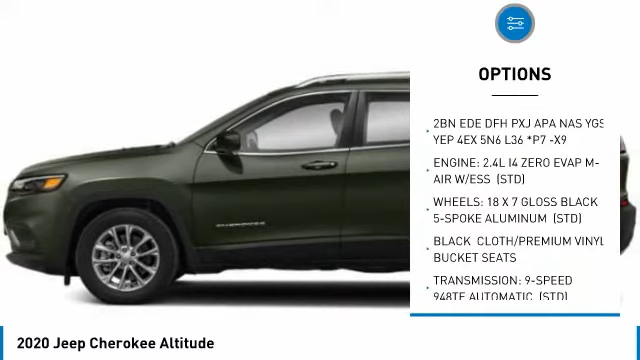 OPTIONS
2BN EDE DFH PXJ APA NAS YGS
YEP 4EX 5N6 L36 *P7 -X9
ENGINE: 2.4L I4 ZERO EVAP M-
AIR W/ESS (STD)
WHEELS: 18 X 7 GLOSS BLACK
5-SPOKE ALUMINUM (STD)
BLACK CLOTH/PREMIUM VINYL
BUCKET SEATS
TRANSMISSION: 9-SPEED
948TE AUTOMATIC (STD)
CHEROKEE
2020 Jeep Cherokee Altitude